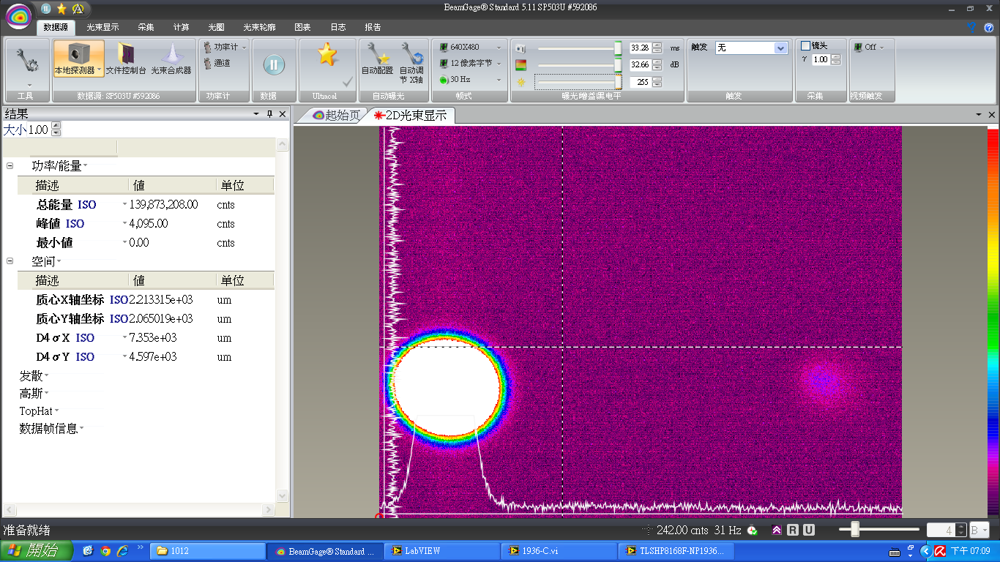 BeamGage® Standard 5.11 SP503U #592086
数据源 光束显示 采集 计算 光圈 光束轮廓 图表 日志 报告
本地探测器 文件控制台 光束合成器
功率计
通道
自动配置 自动调节 X轴
640X480
12 像素字节
30 Hz
33.28 ms
32.66 dB
255
触发 无
镜头
γ 1.00
Off
工具 数据源: SP503U #592086 功率计 数据 Ultracal 自动曝光 帧式 曝光增益黑电平 触发 采集 视频触发
结果
起始页 2D光束显示
大小 1.00
功率/能量
描述 值 单位
总能量 ISO 139,873,208.00 cnts
峰值 ISO 4,095.00 cnts
最小值 0.00 cnts
空间
描述 值 单位
质心X轴坐标 ISO 2.213315e+03 um
质心Y轴坐标 ISO 2.065019e+03 um
D4σX ISO 7.353e+03 um
D4σY ISO 4.597e+03 um
发散
高斯
TopHat
数据帧信息
准备就绪 242.00 cnts 31 Hz R U 4 B
開始 1012 BeamGage® Standard ... LabVIEW 1936-C.vi TLSHP8168F-NP1936... 下午 07:09